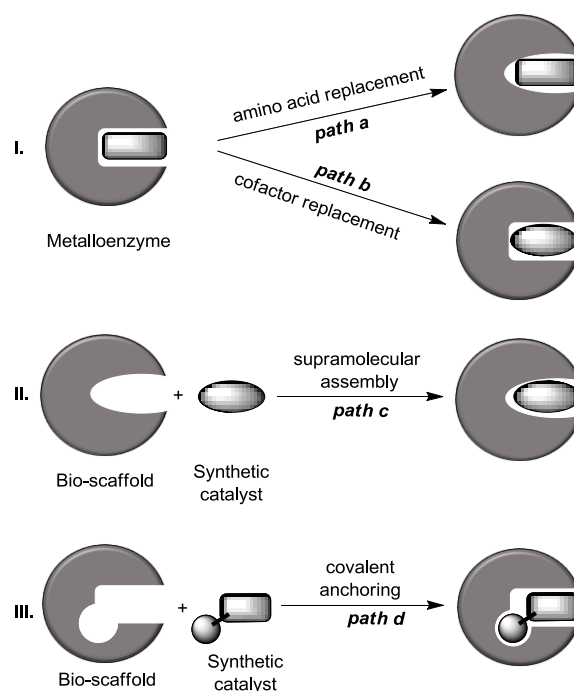 amino acid replacement
path a
I.
path b
cofactor replacement
Metalloenzyme
supramolecular
assembly
II.
+
path c
Bio-scaffold
Synthetic
catalyst
covalent
anchoring
III.
+
path d
Bio-scaffold
Synthetic
catalyst